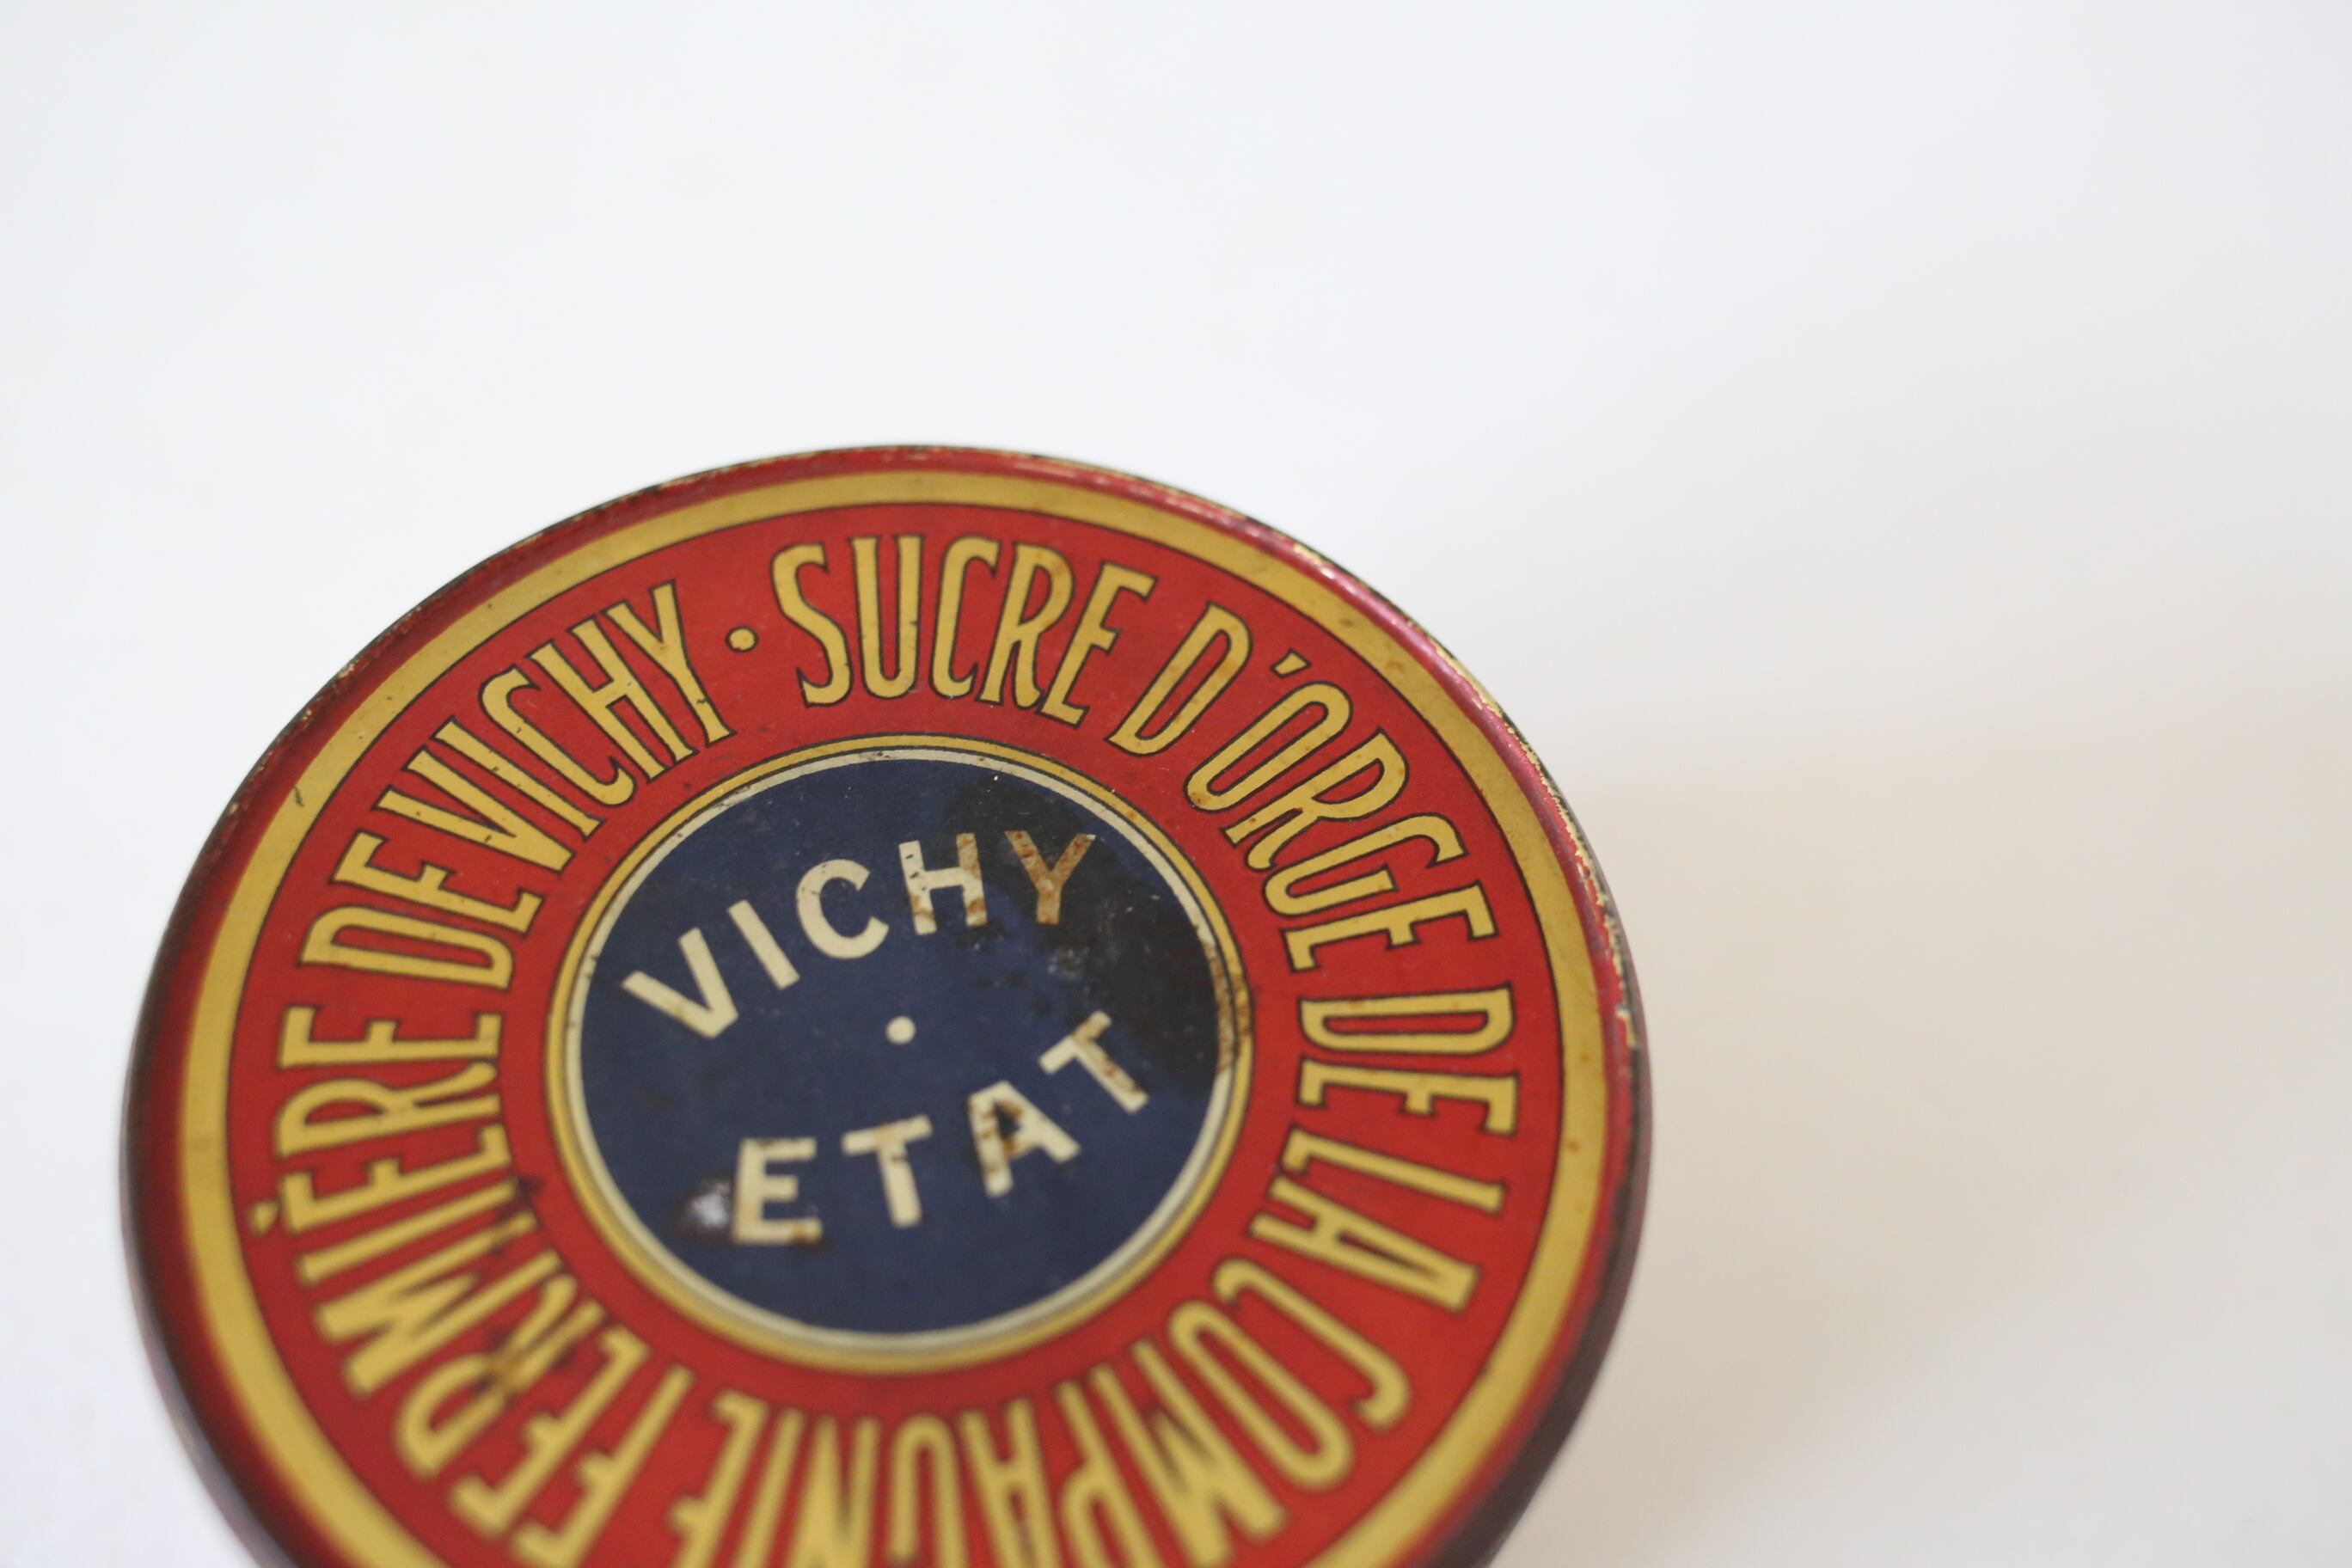 SUCRE D'ORGE DE LA COMPAGNIE FERMIÈRE DE VICHY •
VICHY
•
ETAT